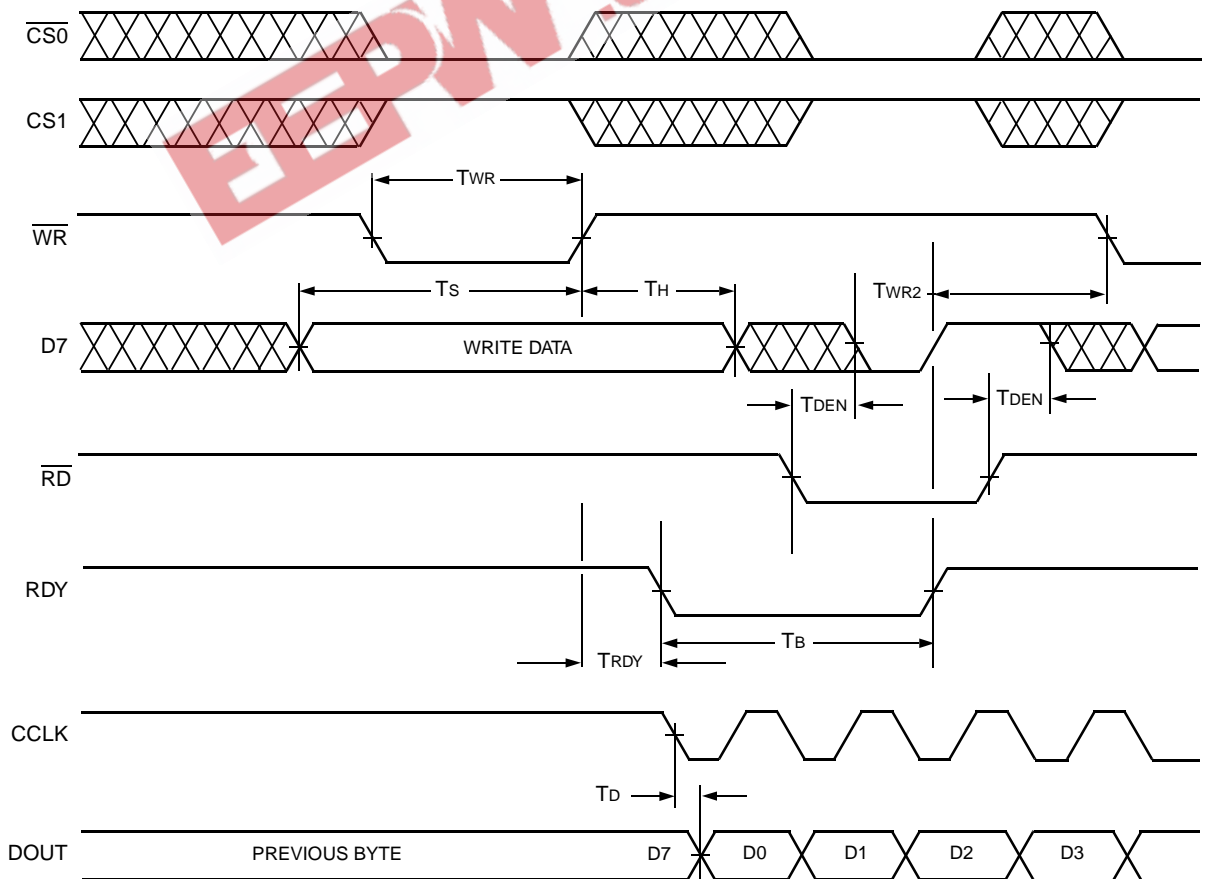 CS0
CS1
TWR
WR
TS
TH
TWR2
D7
WRITE DATA
TDEN
TDEN
RD
RDY
TB
TRDY
CCLK
TD
DOUT
PREVIOUS BYTE
D7
D0
D1
D2
D3
EEPW